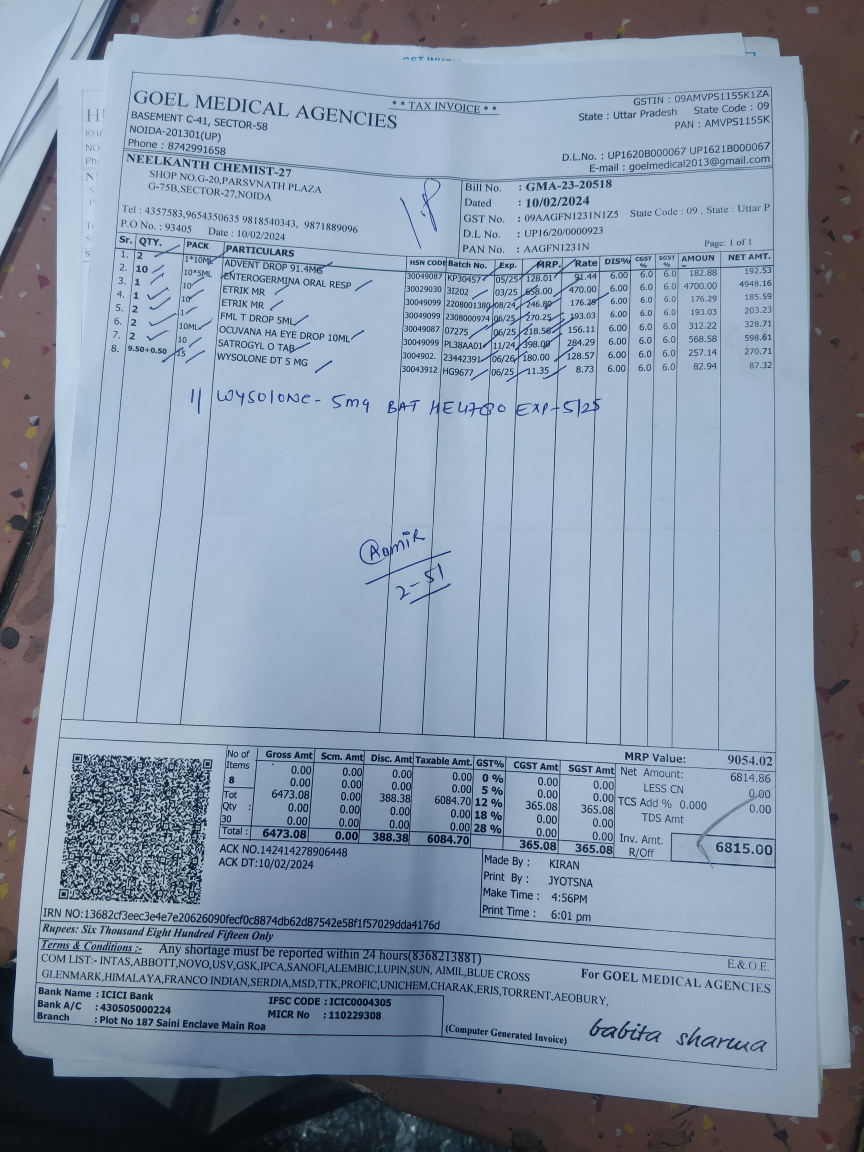 GOEL MEDICAL AGENCIES
BASEMENT C-41, SECTOR-58
NOIDA-201301(UP)
Phone : 8742991658
** TAX INVOICE **
GSTIN : 09AMVPS1155K1ZA
State : Uttar Pradesh State Code : 09
PAN : AMVPS1155K
D.L.No. : UP1620B000067 UP1621B000067
E-mail : goelmedical2013@gmail.com
NEELKANTH CHEMIST-27
SHOP NO.G-20,PARSVNATH PLAZA
G-75B,SECTOR-27,NOIDA
Tel : 4357583,9654350635 9818540343, 9871889096
P.O No. : 93405 Date : 10/02/2024
Bill No. : GMA-23-20518
Dated : 10/02/2024
GST No. : 09AAGFN1231N1Z5 State Code : 09 , State : Uttar P
D.L No. : UP16/20/0000923
PAN No. : AAGFN1231N
Page: 1 of 1
Sr. QTY. PACK PARTICULARS HSN CODE Batch No. Exp. MRP. Rate DIS% CGST % SGST % AMOUN NET AMT.
1. 2 1*10ML ADVENT DROP 91.4MG 30049087 KP30457 05/25 128.01 91.44 6.00 6.0 6.0 182.88 192.53
2. 10 10*5ML ENTEROGERMINA ORAL RESP 30029030 3I202 03/25 658.00 470.00 6.00 6.0 6.0 4700.00 4948.16
3. 1 10 ETRIK MR 30049099 2208001380 08/24 246.80 176.29 6.00 6.0 6.0 176.29 185.59
4. 1 10 ETRIK MR 30049099 2308000974 06/25 270.25 193.03 6.00 6.0 6.0 193.03 203.23
5. 2 1 FML T DROP 5ML 30049087 07275 06/25 218.56 156.11 6.00 6.0 6.0 312.22 328.71
6. 2 10ML OCUVANA HA EYE DROP 10ML 30049099 PL38AA01 11/24 398.00 284.29 6.00 6.0 6.0 568.58 598.61
7. 2 10 SATROGYL O TAB 3004902. 23442391 06/26 180.00 128.57 6.00 6.0 6.0 257.14 270.71
8. 9.50+0.50 15 WYSOLONE DT 5 MG 30043912 HG9677 06/25 11.35 8.73 6.00 6.0 6.0 82.94 87.32
WYSOLONE - 5mg BAT HE4780 EXP-5/25
Aamir
2-51
No of Items 8 Tot Qty : 30
Gross Amt Scm. Amt Disc. Amt Taxable Amt. GST% CGST Amt SGST Amt
0.00 0.00 0.00 0.00 0 % 0.00 0.00
0.00 0.00 0.00 0.00 5 % 0.00 0.00
6473.08 0.00 388.38 6084.70 12 % 365.08 365.08
0.00 0.00 0.00 0.00 18 % 0.00 0.00
0.00 0.00 0.00 0.00 28 % 0.00 0.00
Total : 6473.08 0.00 388.38 6084.70 365.08 365.08
MRP Value: 9054.02
Net Amount: 6814.86
LESS CN 0.00
TCS Add % 0.000 0.00
TDS Amt
Inv. Amt. R/Off 6815.00
ACK NO.142414278906448
ACK DT:10/02/2024
Made By : KIRAN
Print By : JYOTSNA
Make Time : 4:56PM
Print Time : 6:01 pm
IRN NO:13682cf3eec3e4e7e20626090fecf0c8874db62d87542e58f1f57029dda4176d
Rupees: Six Thousand Eight Hundred Fifteen Only
Terms & Conditions :- Any shortage must be reported within 24 hours(8368213881)
E.& O.E.
COM LIST:- INTAS,ABBOTT,NOVO,USV,GSK,IPCA,SANOFI,ALEMBIC,LUPIN,SUN, AIMIL,BLUE CROSS
GLENMARK,HIMALAYA,FRANCO INDIAN,SERDIA,MSD,TTK,PROFIC,UNICHEM,CHARAK,ERIS,TORRENT,AEOBURY,
For GOEL MEDICAL AGENCIES
Bank Name : ICICI Bank IFSC CODE : ICIC0004305
Bank A/C : 430505000224 MICR No : 110229308
Branch : Plot No 187 Saini Enclave Main Roa
(Computer Generated Invoice)
babita sharma